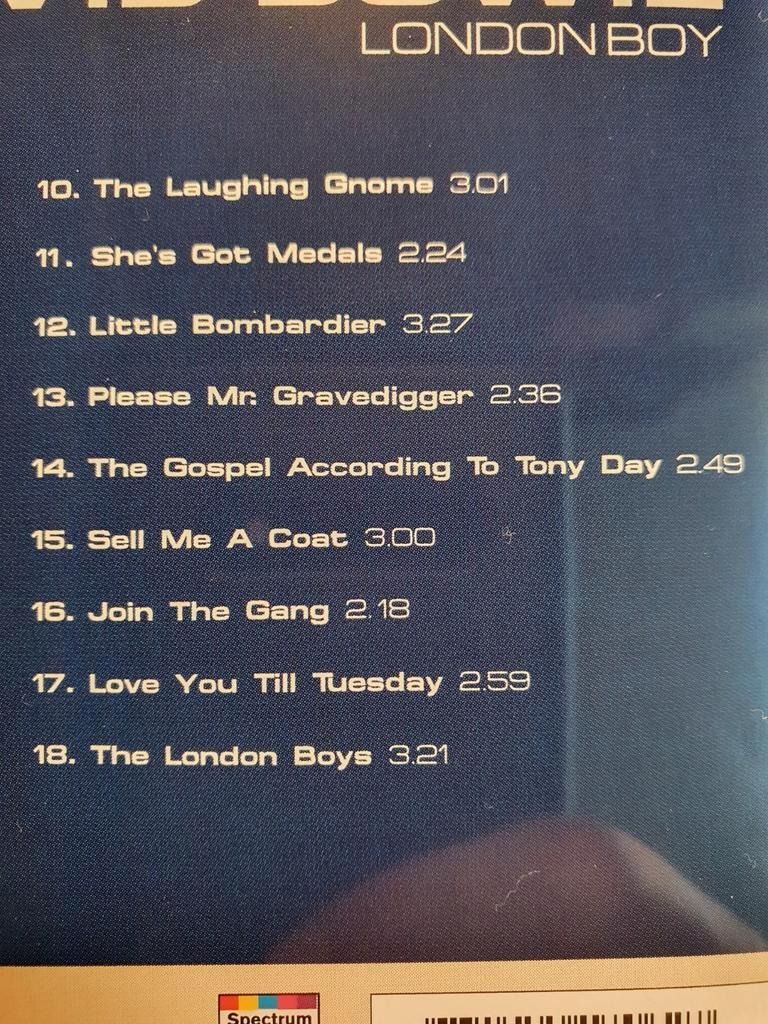 LONDON BOY
10. The Laughing Gnome 3.01
11. She's Got Medals 2.24
12. Little Bombardier 3.27
13. Please Mr. Gravedigger 2.36
14. The Gospel According To Tony Day 2.49
15. Sell Me A Coat 3.00
16. Join The Gang 2.18
17. Love You Till Tuesday 2.59
18. The London Boys 3.21
Spectrum